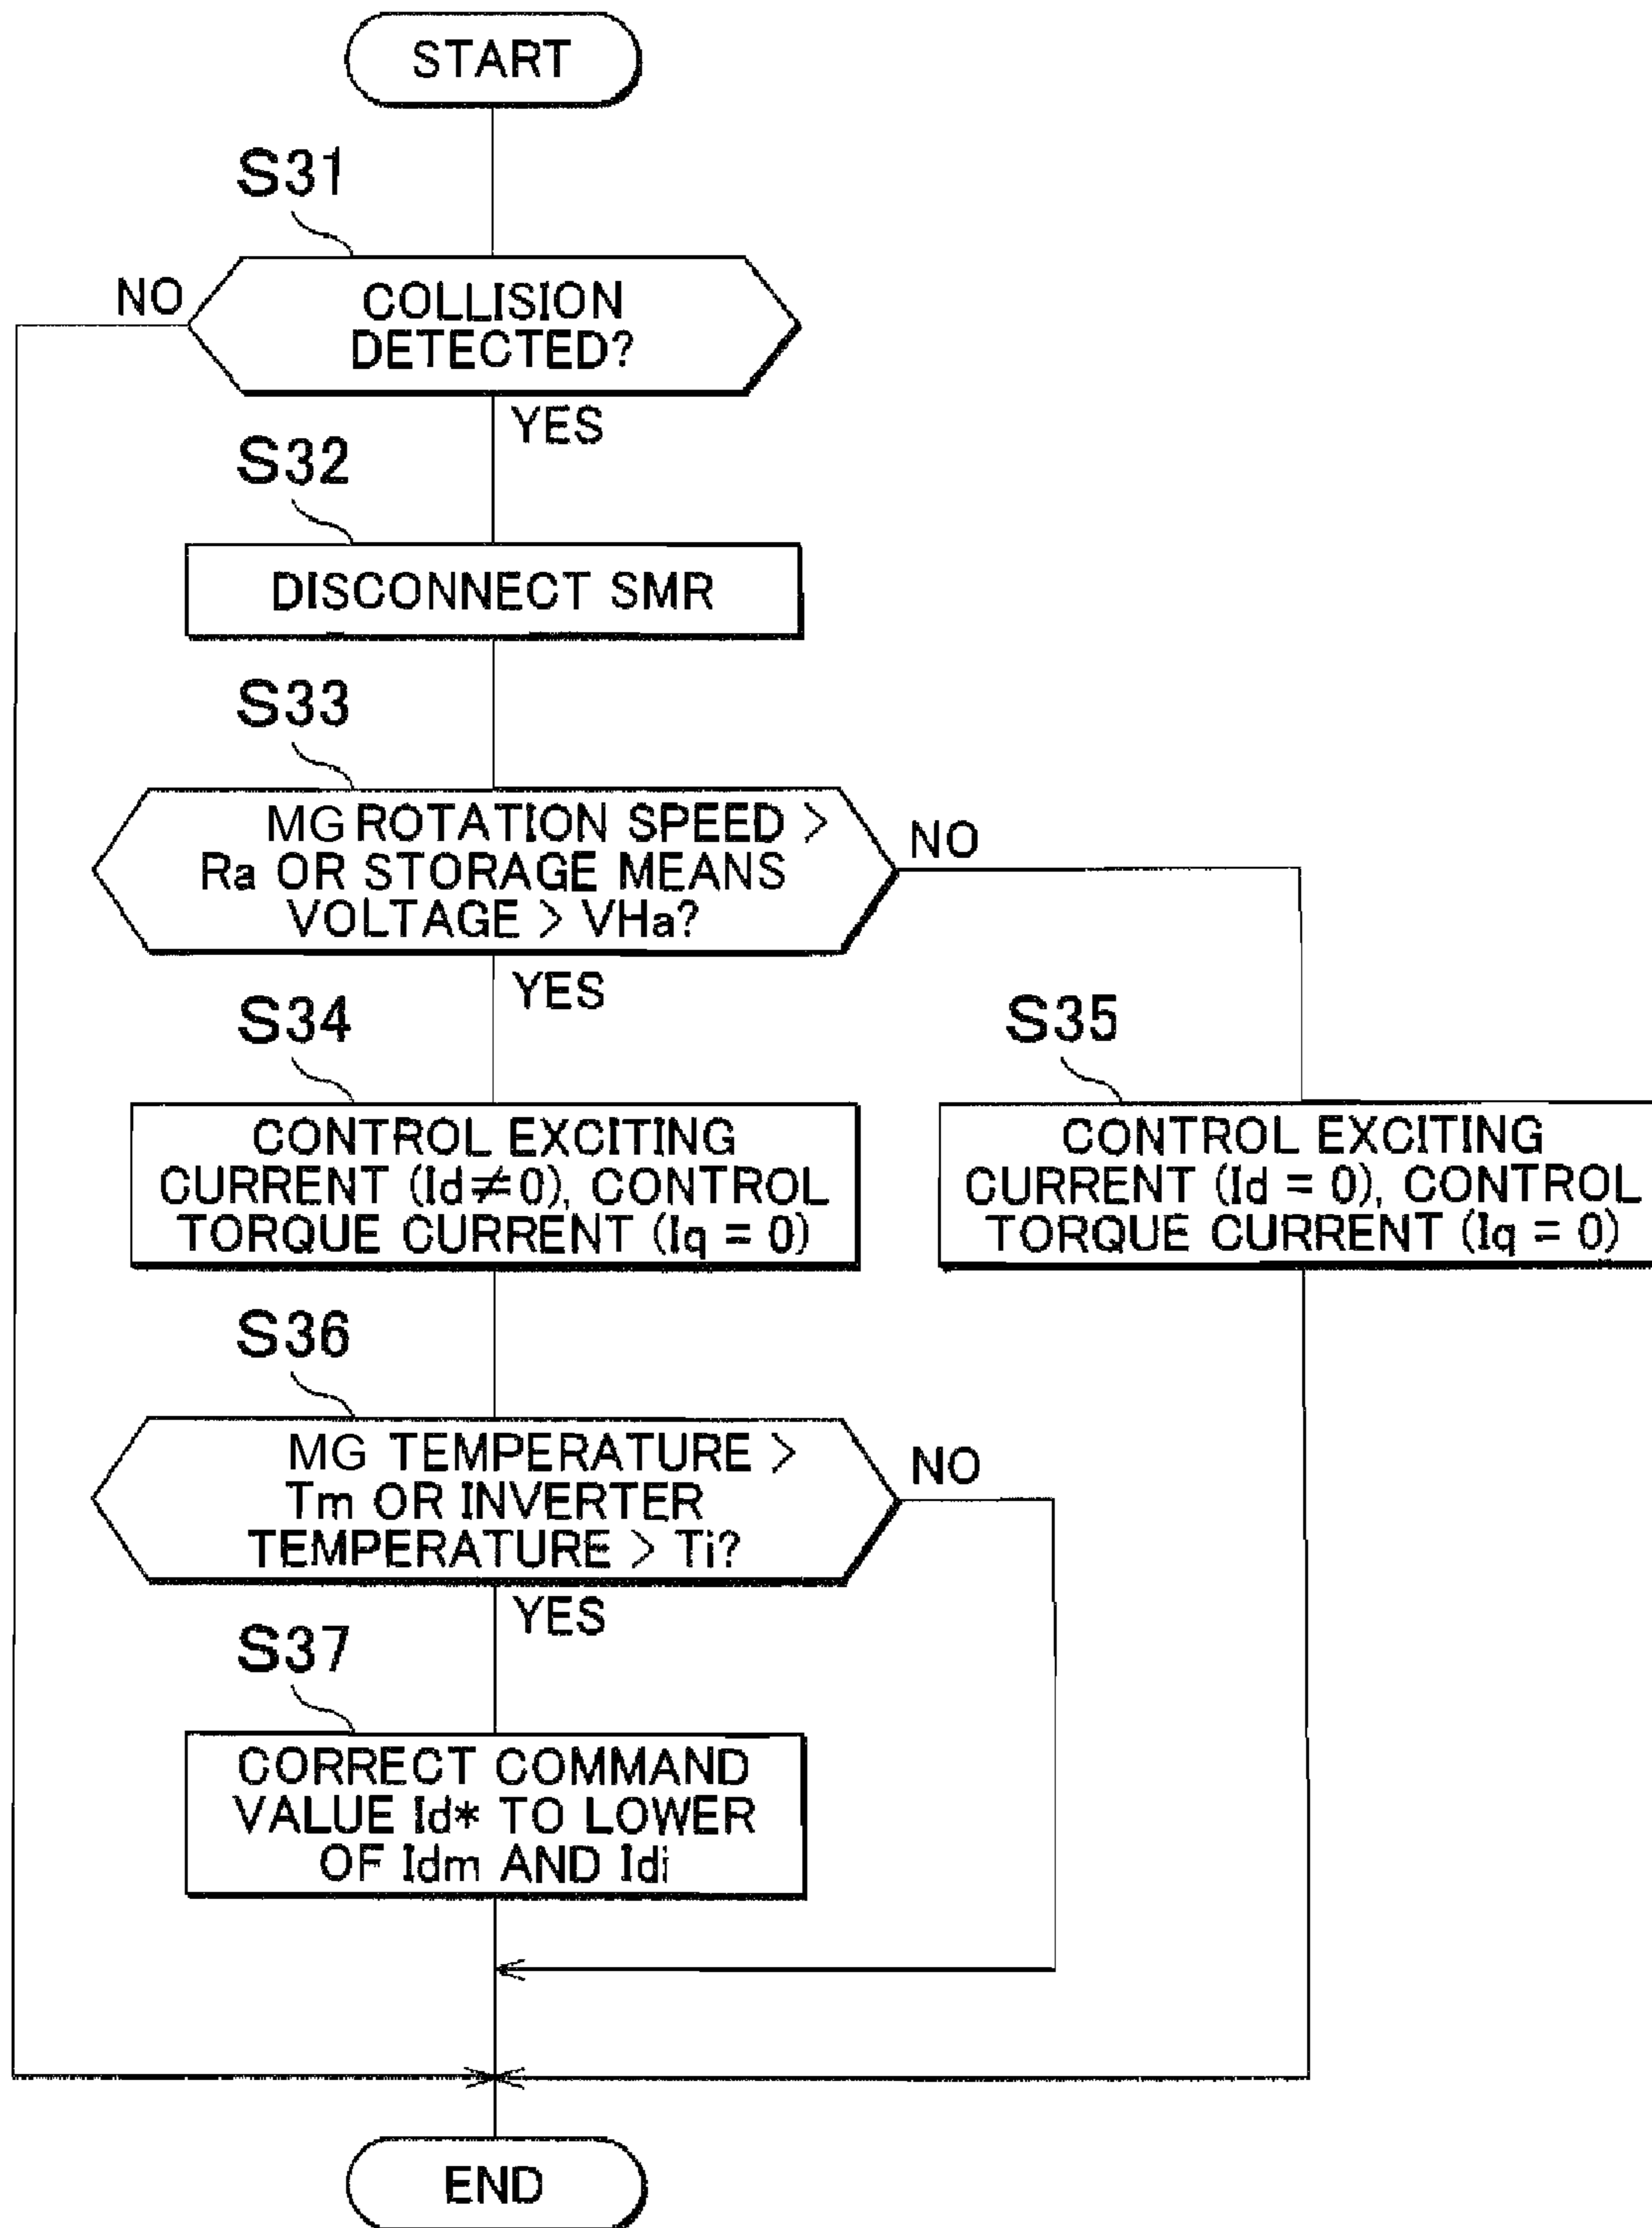 START
S31
NO
COLLISION
DETECTED?
YES
S32
DISCONNECT SMR
S33
MG ROTATION SPEED >
Ra OR STORAGE MEANS
VOLTAGE > VHa?
NO
YES
S34
CONTROL EXCITING
CURRENT (Id≠0), CONTROL
TORQUE CURRENT (Iq = 0)
S35
CONTROL EXCITING
CURRENT (Id = 0), CONTROL
TORQUE CURRENT (Iq = 0)
S36
MG TEMPERATURE >
Tm OR INVERTER
TEMPERATURE > Ti?
NO
YES
S37
CORRECT COMMAND
VALUE Id* TO LOWER
OF Idm AND Idi
END